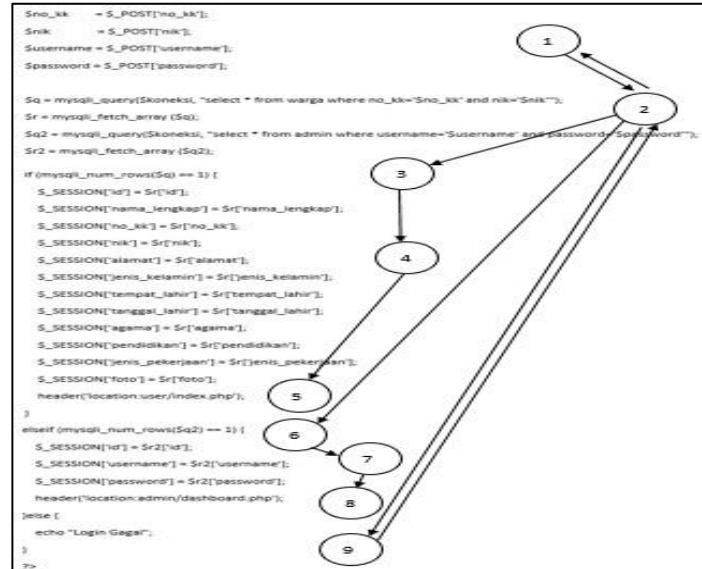 $no_kk = $_POST['no_kk'];
$nik = $_POST['nik'];
$username = $_POST['username'];
$password = $_POST['password'];
$q = mysqli_query($koneksi, "select * from warga where no_kk='$no_kk' and nik='$nik'");
$r = mysqli_fetch_array ($q);
$q2 = mysqli_query($koneksi, "select * from admin where username='$username' and password='$password'");
$r2 = mysqli_fetch_array ($q2);
if (mysqli_num_rows($q) == 1) {
$_SESSION['id'] = $r['id'];
$_SESSION['nama_lengkap'] = $r['nama_lengkap'];
$_SESSION['no_kk'] = $r['no_kk'];
$_SESSION['nik'] = $r['nik'];
$_SESSION['alamat'] = $r['alamat'];
$_SESSION['jenis_kelamin'] = $r['jenis_kelamin'];
$_SESSION['tempat_lahir'] = $r['tempat_lahir'];
$_SESSION['tanggal_lahir'] = $r['tanggal_lahir'];
$_SESSION['agama'] = $r['agama'];
$_SESSION['pendidikan'] = $r['pendidikan'];
$_SESSION['jenis_pekerjaan'] = $r['jenis_pekerjaan'];
$_SESSION['foto'] = $r['foto'];
header('location:user/index.php');
}
elseif (mysqli_num_rows($q2) == 1) {
$_SESSION['id'] = $r2['id'];
$_SESSION['username'] = $r2['username'];
$_SESSION['password'] = $r2['password'];
header('location:admin/dashboard.php');
}else {
echo "Login Gagal";
}
?>
1
2
3
4
5
6
7
8
9